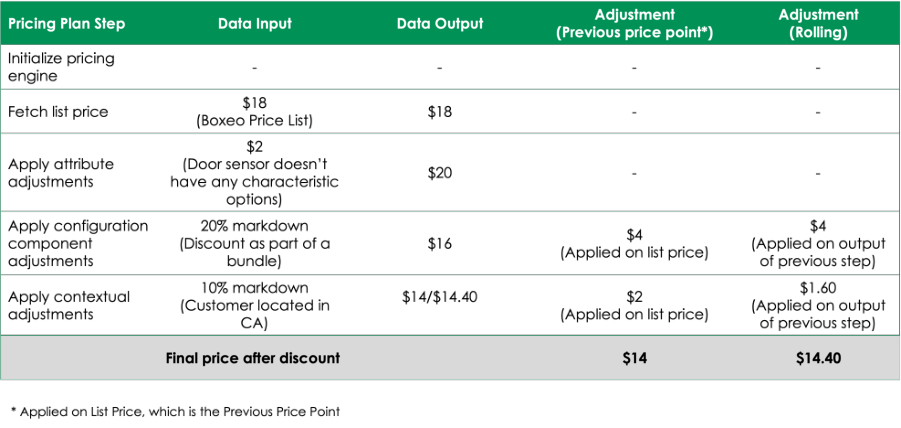 Pricing Plan Step
Data Input
Data Output
Adjustment
(Previous price point*)
Adjustment
(Rolling)
Initialize pricing
engine
-
-
-
-
Fetch list price
$18
(Boxeo Price List)
$18
-
-
Apply attribute
adjustments
$2
(Door sensor doesn't
have any characteristic
options)
$20
-
-
Apply configuration
component
adjustments
20% markdown
(Discount as part of a
bundle)
$16
$4
(Applied on list price)
$4
(Applied on output
of previous step)
Apply contextual
adjustments
10% markdown
(Customer located in
CA)
$14/$14.40
$2
(Applied on list price)
$1.60
(Applied on output
of previous step)
Final price after discount
$14
$14.40
* Applied on List Price, which is the Previous Price Point